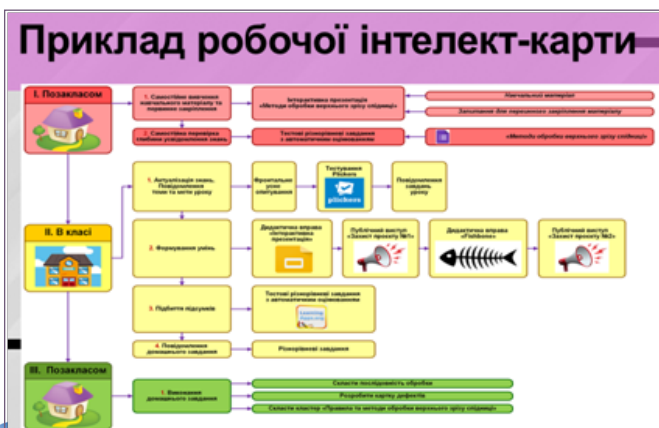 Приклад робочої інтелект-карти
І. Позакласом
1. Самостійне вивчення
навчального матеріалу та
первинне закріплення
Інтерактивна презентація
«Методи обробки верхнього зрізу спідниці»
Навчальний матеріал
Запитання для первинного закріплення матеріалу
2. Самостійна перевірка
глибини усвідомлення знань
Тестові різнорівневі завдання
з автоматичним оцінюванням
«Методи обробки верхнього зрізу спідниці»
ІІ. В класі
1. Актуалізація знань,
Повідомлення
теми та мети уроку
Фронтальне
усне
опитування
Тестування
Plickers
plickers
Повідомлення
завдань
уроку
2. Формування умінь
Дидактична вправа
«Інтерактивна
презентація»
Публічний виступ
«Захист проекту №1»
Дидактична вправа
«Fishbone»
Публічний виступ
«Захист проекту №2»
3. Підбиття підсумків
Тестові різнорівневі завдання
з автоматичним оцінюванням
4. Повідомлення
домашнього завдання
Різнорівневі завдання
ІІІ. Позакласом
1. Виконання
домашнього завдання
Скласти послідовність обробки
Розробити картку дефектів
Скласти кластер «Правила та методи обробки верхнього зрізу спідниці»